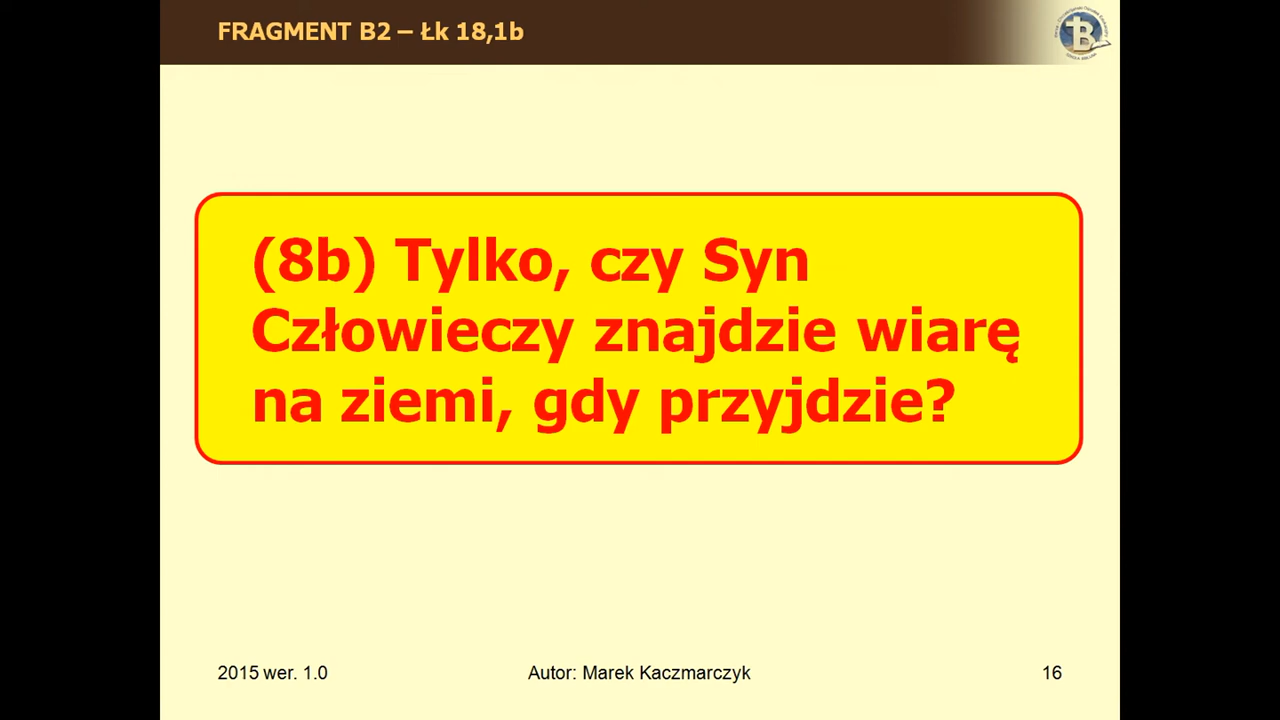 FRAGMENT B2 – Łk 18,1b
(8b) Tylko, czy Syn
Człowieczy znajdzie wiarę
na ziemi, gdy przyjdzie?
2015 wer. 1.0
Autor: Marek Kaczmarczyk
16